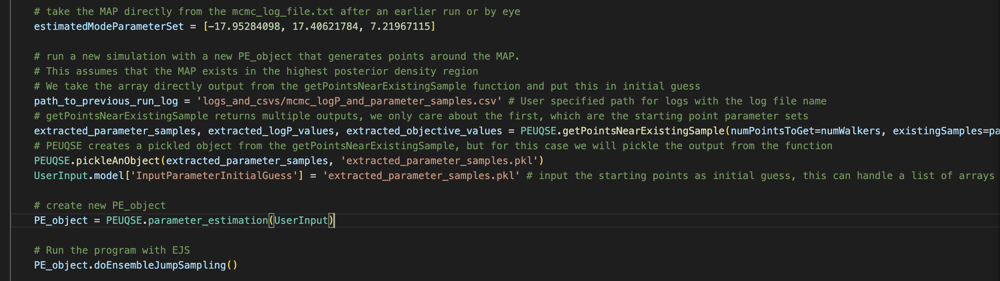 # take the MAP directly from the mcmc_log_file.txt after an earlier run or by eye
estimatedModeParameterSet = [-17.95284098, 17.40621784, 7.21967115]
# run a new simulation with a new PE_object that generates points around the MAP.
# This assumes that the MAP exists in the highest posterior density region
# We take the array directly output from the getPointsNearExistingSample function and put this in initial guess
path_to_previous_run_log = 'logs_and_csvs/mcmc_logP_and_parameter_samples.csv' # User specified path for logs with the log file name
# getPointsNearExistingSample returns multiple outputs, we only care about the first, which are the starting point parameter sets
extracted_parameter_samples, extracted_logP_values, extracted_objective_values = PEUQSE.getPointsNearExistingSample(numPointsToGet=numWalkers, existingSamples=pa
# PEUQSE creates a pickled object from the getPointsNearExistingSample, but for this case we will pickle the output from the function
PEUQSE.pickleAnObject(extracted_parameter_samples, 'extracted_parameter_samples.pkl')
UserInput.model['InputParameterInitialGuess'] = 'extracted_parameter_samples.pkl' # input the starting points as initial guess, this can handle a list of arrays
# create new PE_object
PE_object = PEUQSE.parameter_estimation(UserInput)
# Run the program with EJS
PE_object.doEnsembleJumpSampling()